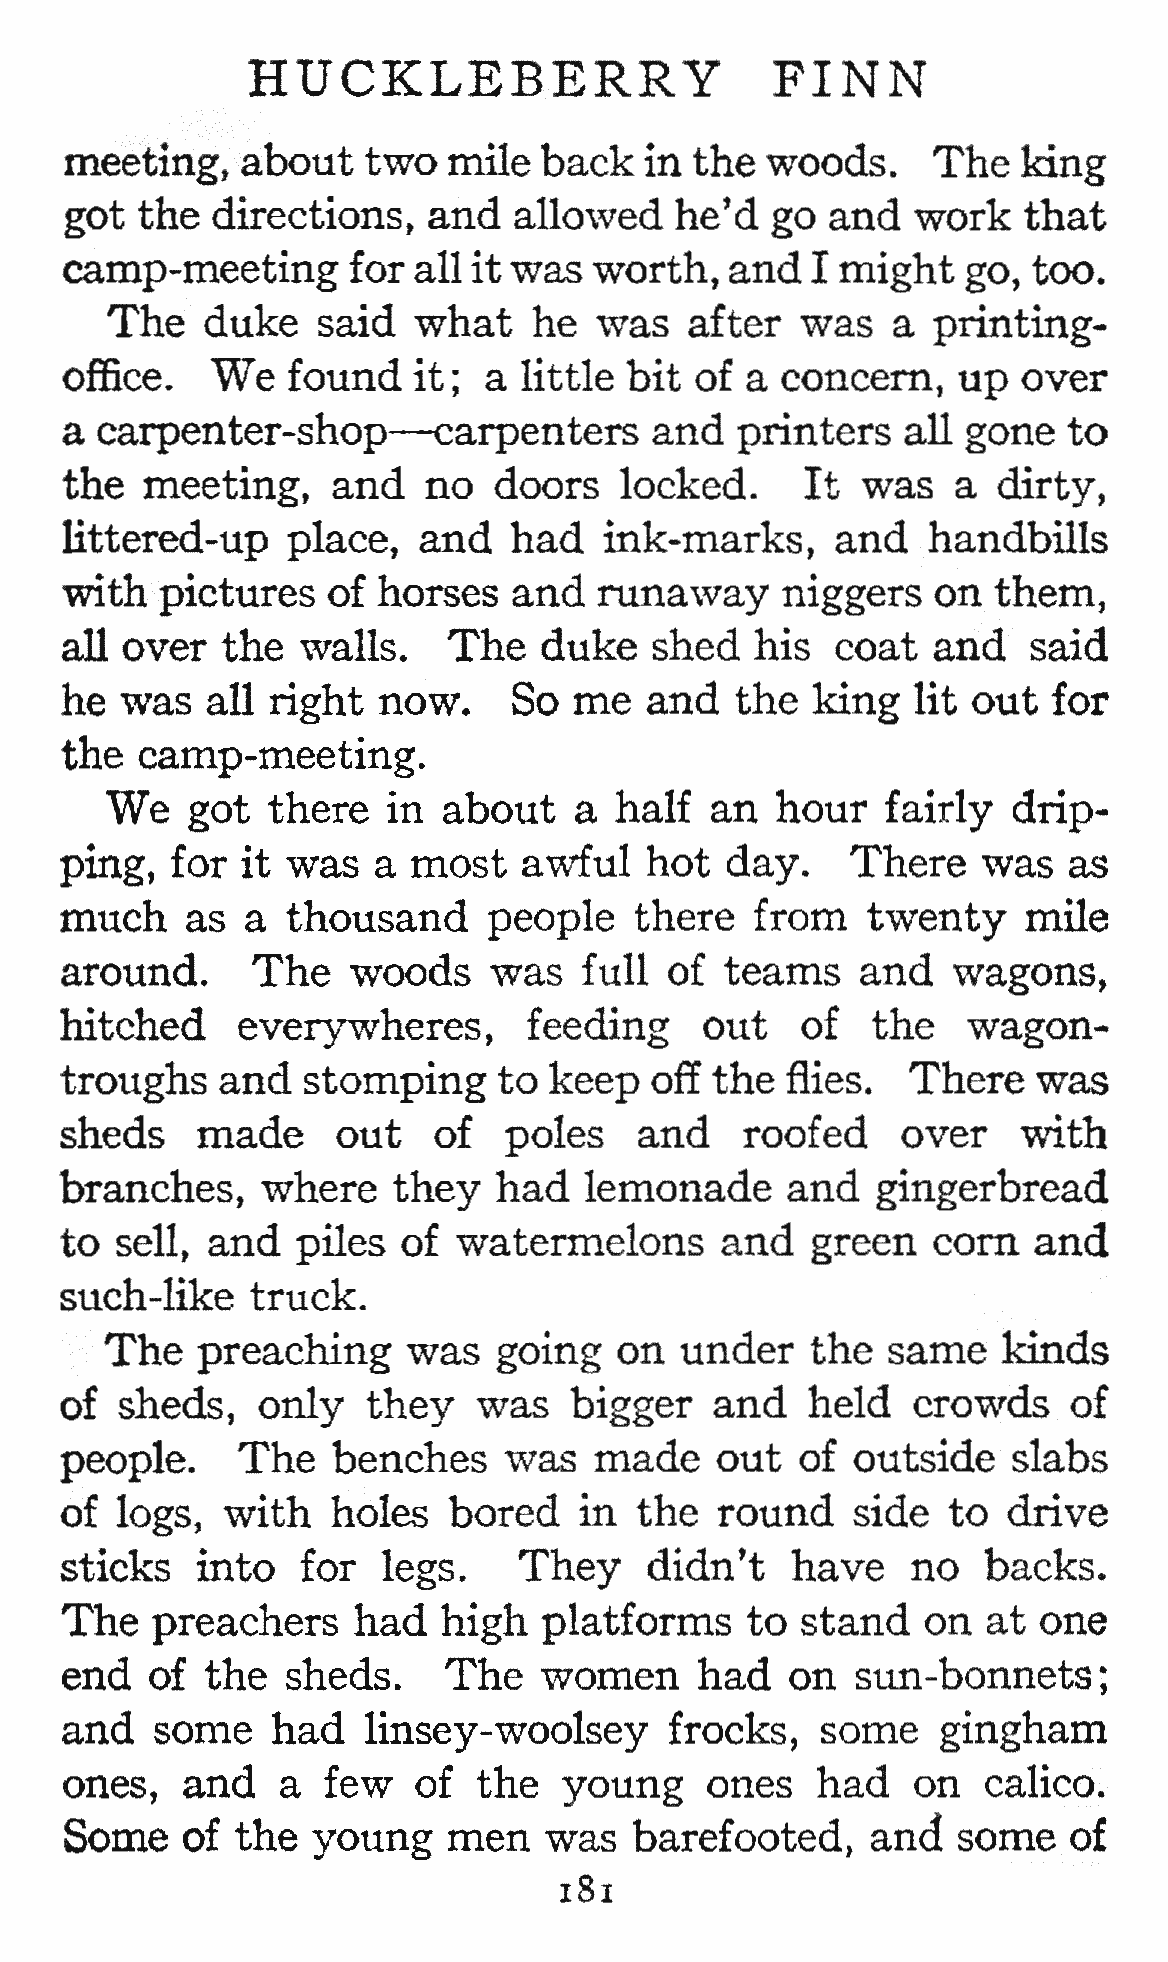 HUCKLEBERRY FINN
meeting, about two mile back in the woods. The king
got the directions, and allowed he'd go and work that
camp-meeting for all it was worth, and I might go, too.
The duke said what he was after was a printing-
office. We found it; a little bit of a concern, up over
a carpenter-shop—carpenters and printers all gone to
the meeting, and no doors locked. It was a dirty,
littered-up place, and had ink-marks, and handbills
with pictures of horses and runaway niggers on them,
all over the walls. The duke shed his coat and said
he was all right now. So me and the king lit out for
the camp-meeting.
We got there in about a half an hour fairly drip-
ping, for it was a most awful hot day. There was as
much as a thousand people there from twenty mile
around. The woods was full of teams and wagons,
hitched everywheres, feeding out of the wagon-
troughs and stomping to keep off the flies. There was
sheds made out of poles and roofed over with
branches, where they had lemonade and gingerbread
to sell, and piles of watermelons and green corn and
such-like truck.
The preaching was going on under the same kinds
of sheds, only they was bigger and held crowds of
people. The benches was made out of outside slabs
of logs, with holes bored in the round side to drive
sticks into for legs. They didn't have no backs.
The preachers had high platforms to stand on at one
end of the sheds. The women had on sun-bonnets;
and some had linsey-woolsey frocks, some gingham
ones, and a few of the young ones had on calico.
Some of the young men was barefooted, and some of
181